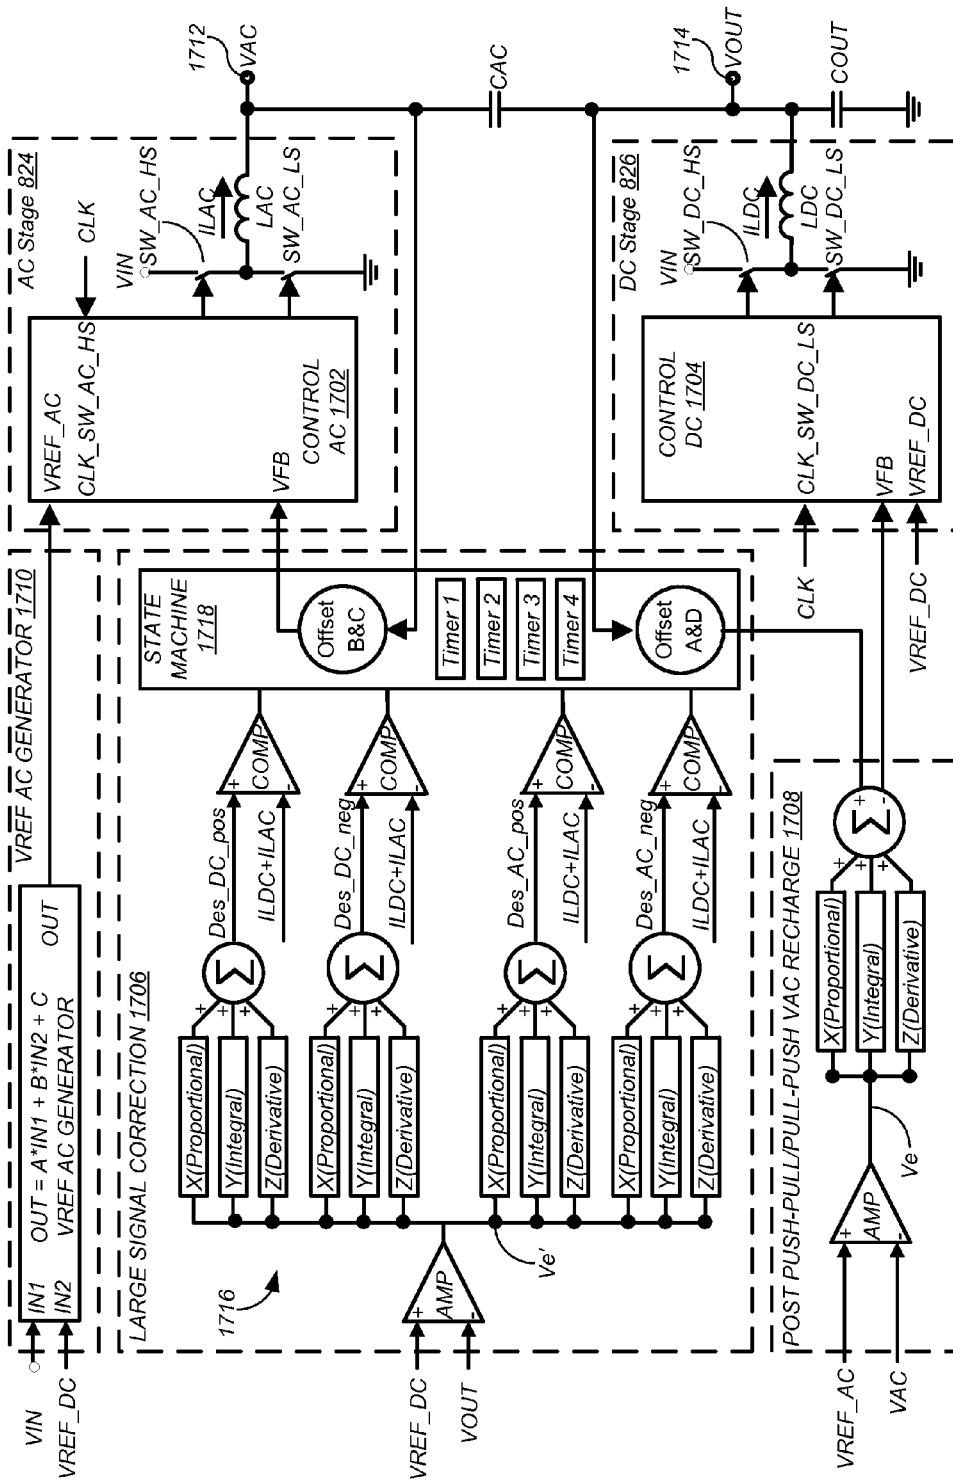 VIN
VREF_DC
IN1
IN2
OUT = A*IN1 + B*IN2 + C
VREF AC GENERATOR
OUT
VREF AC GENERATOR 1710
AC Stage 824
VREF_AC
CLK_SW_AC_HS
CLK
VFB
CONTROL
AC 1702
VIN
SW_AC_HS
ILAC
LAC
SW_AC_LS
1712
VAC
CAC
LARGE SIGNAL CORRECTION 1706
1716
VREF_DC
VOUT
AMP
+
-
Ve'
X(Proportional)
Y(Integral)
Z(Derivative)
+
+
+
Σ
Des_DC_pos
ILDC+ILAC
+
-
COMP
X(Proportional)
Y(Integral)
Z(Derivative)
+
+
+
Σ
Des_DC_neg
ILDC+ILAC
+
-
COMP
X(Proportional)
Y(Integral)
Z(Derivative)
+
+
+
Σ
Des_AC_pos
ILDC+ILAC
+
-
COMP
X(Proportional)
Y(Integral)
Z(Derivative)
+
+
+
Σ
Des_AC_neg
ILDC+ILAC
+
-
COMP
STATE
MACHINE
1718
Offset
B&C
Timer 1
Timer 2
Timer 3
Timer 4
Offset
A&D
DC Stage 826
CONTROL
DC 1704
CLK_SW_DC_LS
VFB
VREF_DC
CLK
VREF_DC
VIN
SW_DC_HS
ILDC
LDC
SW_DC_LS
1714
VOUT
COUT
POST PUSH-PULL/PULL-PUSH VAC RECHARGE 1708
VREF_AC
VAC
+
-
AMP
Ve
X(Proportional)
Y(Integral)
Z(Derivative)
+
+
+
Σ
+
-